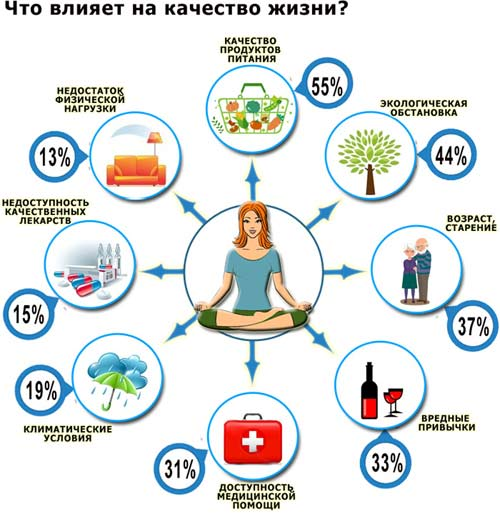 Что влияет на качество жизни?
КАЧЕСТВО
ПРОДУКТОВ
ПИТАНИЯ
55%
ЭКОЛОГИЧЕСКАЯ
ОБСТАНОВКА
44%
ВОЗРАСТ,
СТАРЕНИЕ
37%
ВРЕДНЫЕ
ПРИВЫЧКИ
33%
ДОСТУПНОСТЬ
МЕДИЦИНСКОЙ
ПОМОЩИ
31%
КЛИМАТИЧЕСКИЕ
УСЛОВИЯ
19%
НЕДОСТУПНОСТЬ
КАЧЕСТВЕННЫХ
ЛЕКАРСТВ
15%
НЕДОСТАТОК
ФИЗИЧЕСКОЙ
НАГРУЗКИ
13%